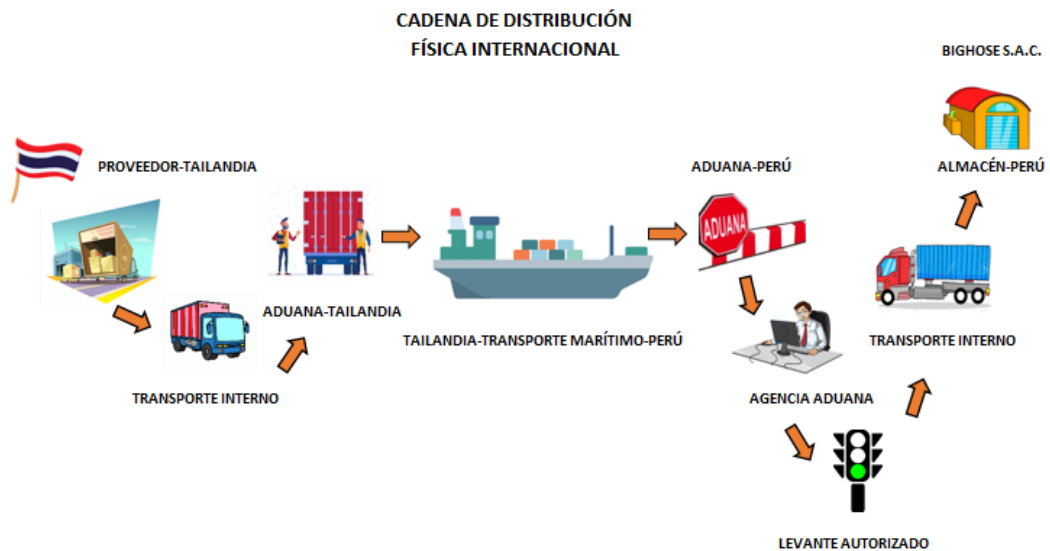 CADENA DE DISTRIBUCIÓN
FÍSICA INTERNACIONAL
BIGHOSE S.A.C.
PROVEEDOR-TAILANDIA
ADUANA-PERÚ
ALMACÉN-PERÚ
ADUANA
ADUANA-TAILANDIA
TAILANDIA-TRANSPORTE MARÍTIMO-PERÚ
TRANSPORTE INTERNO
TRANSPORTE INTERNO
AGENCIA ADUANA
LEVANTE AUTORIZADO